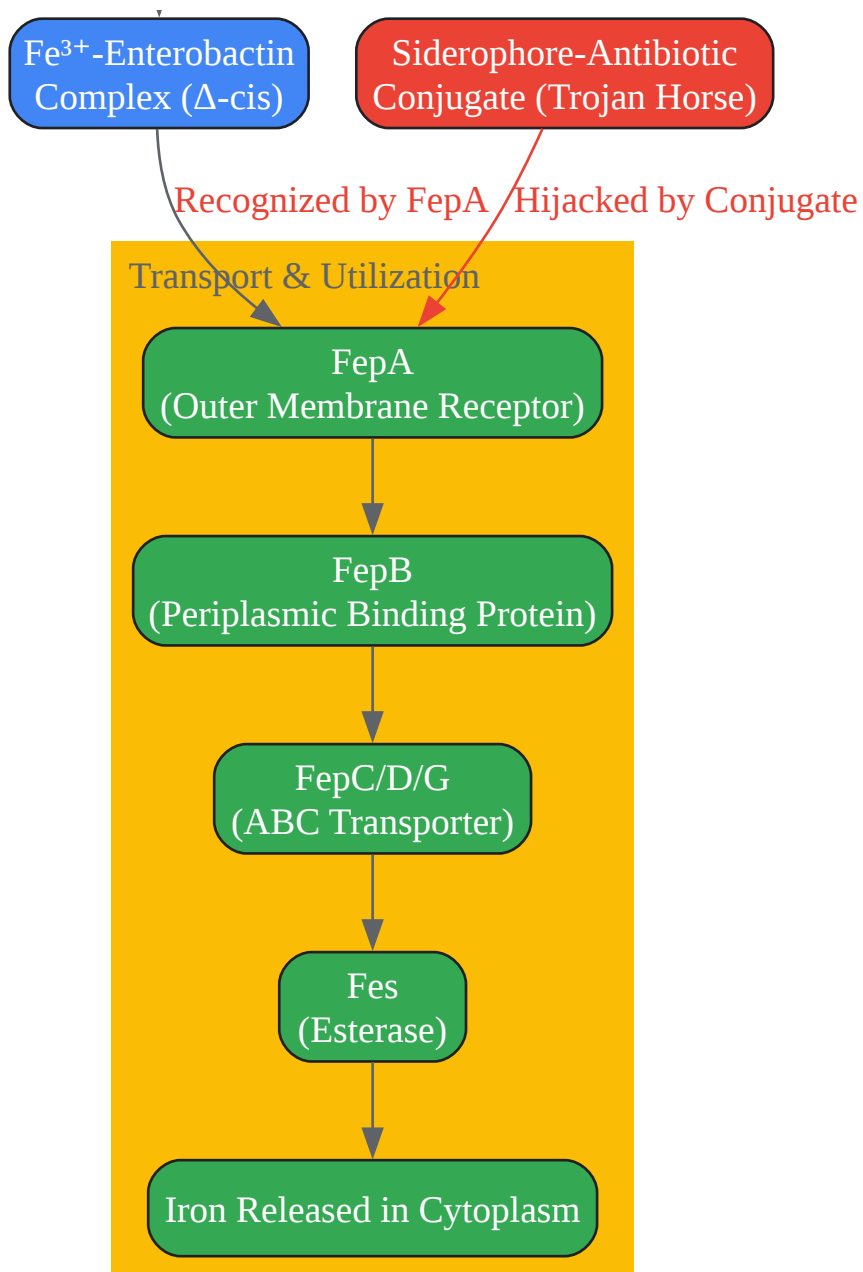 Fe³⁺-Enterobactin
Complex (Δ-cis)
Siderophore-Antibiotic
Conjugate (Trojan Horse)
Recognized by FepA
Hijacked by Conjugate
Transport & Utilization
FepA
(Outer Membrane Receptor)
FepB
(Periplasmic Binding Protein)
FepC/D/G
(ABC Transporter)
Fes
(Esterase)
Iron Released in Cytoplasm